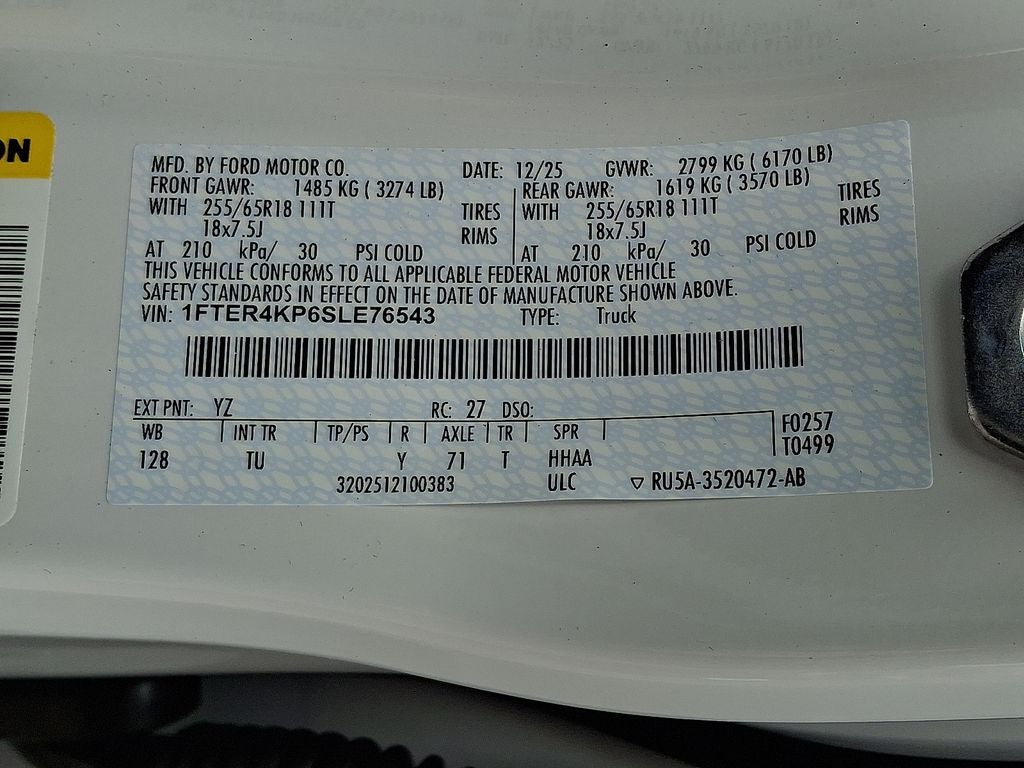 ON
MFD. BY FORD MOTOR CO. DATE: 12/25 GVWR: 2799 KG ( 6170 LB)
FRONT GAWR: 1485 KG ( 3274 LB) REAR GAWR: 1619 KG ( 3570 LB)
WITH 255/65R18 111T TIRES WITH 255/65R18 111T TIRES
18x7.5J RIMS 18x7.5J RIMS
AT 210 kPa/ 30 PSI COLD AT 210 kPa/ 30 PSI COLD
THIS VEHICLE CONFORMS TO ALL APPLICABLE FEDERAL MOTOR VEHICLE
SAFETY STANDARDS IN EFFECT ON THE DATE OF MANUFACTURE SHOWN ABOVE.
VIN: 1FTER4KP6SLE76543 TYPE: Truck
EXT PNT: YZ RC: 27 DSO:
WB INT TR TP/PS R AXLE TR SPR F0257
128 TU Y 71 T HHAA T0499
3202512100383 ULC ▽ RU5A-3520472-AB